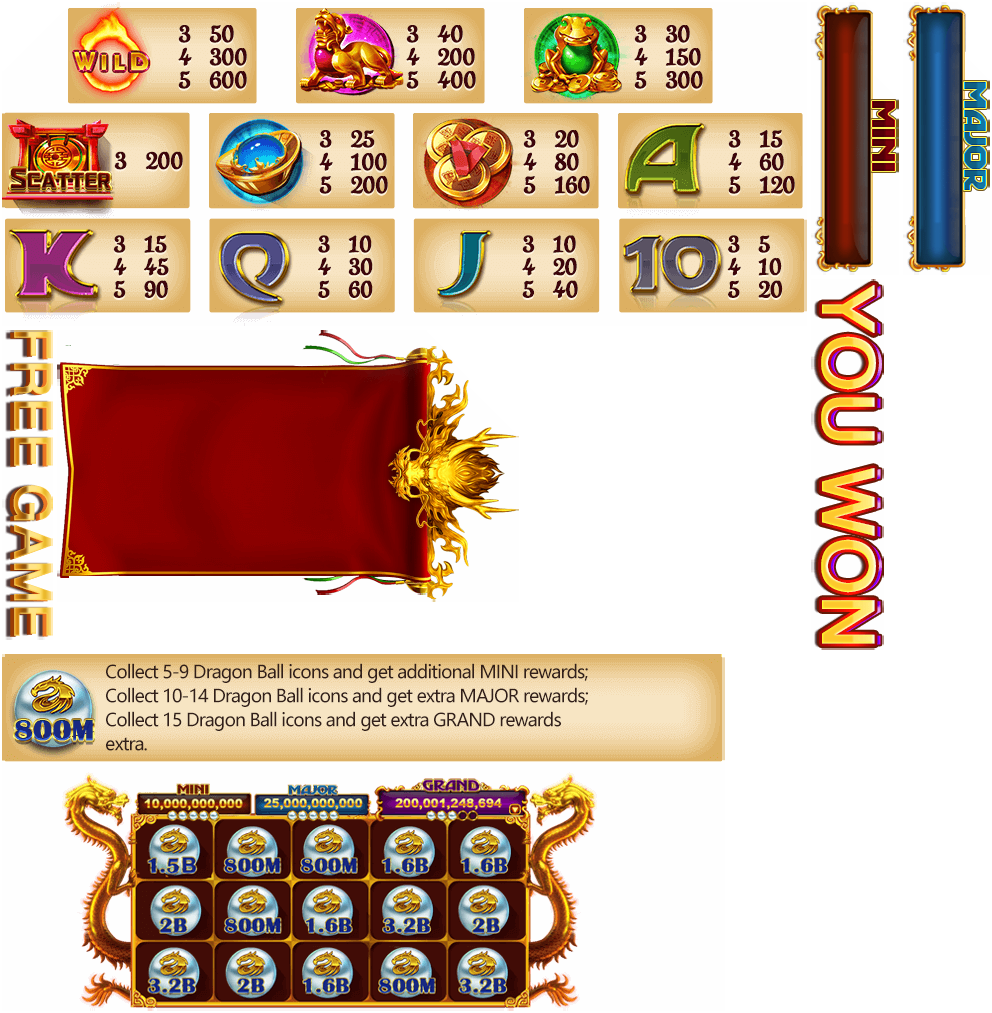 WILD
3 50
4 300
5 600
3 40
4 200
5 400
3 30
4 150
5 300
SCATTER
3 200
3 25
4 100
5 200
3 20
4 80
5 160
A
3 15
4 60
5 120
K
3 15
4 45
5 90
Q
3 10
4 30
5 60
J
3 10
4 20
5 40
10
3 5
4 10
5 20
MINI
MAJOR
FREE GAME
YOU WON
800M
Collect 5-9 Dragon Ball icons and get additional MINI rewards;
Collect 10-14 Dragon Ball icons and get extra MAJOR rewards;
Collect 15 Dragon Ball icons and get extra GRAND rewards
extra.
MINI
10,000,000,000
MAJOR
25,000,000,000
GRAND
200,001,248,694
1.5B 800M 800M 1.6B 1.6B
2B 800M 1.6B 3.2B 2B
3.2B 2B 1.6B 800M 3.2B